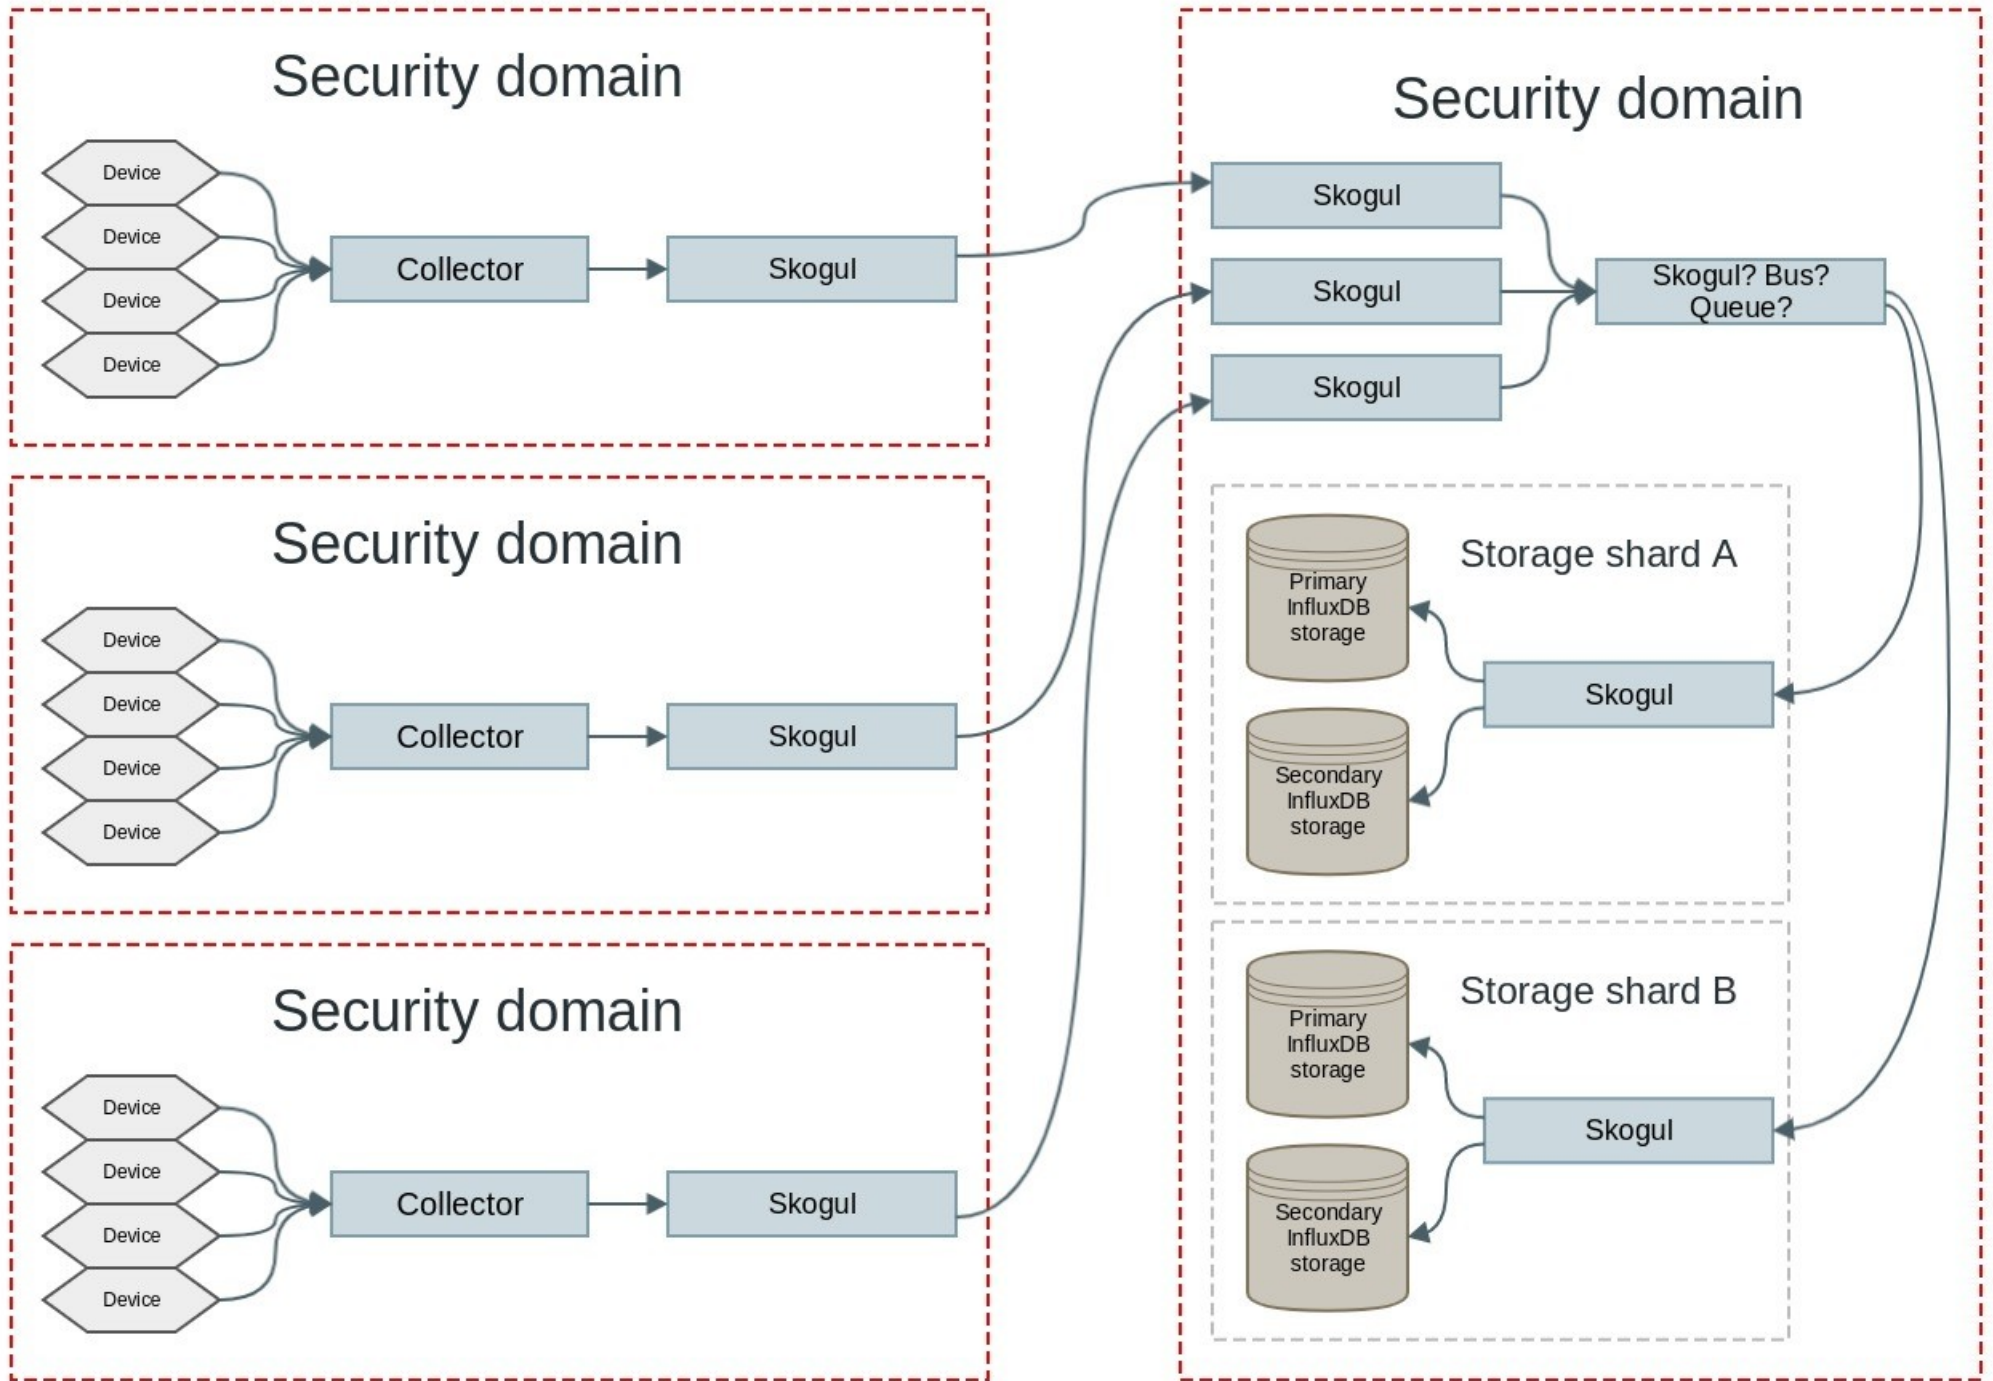 Security domain
Device
Device
Device
Device
Collector
Skogul
Security domain
Device
Device
Device
Device
Collector
Skogul
Security domain
Device
Device
Device
Device
Collector
Skogul
Security domain
Skogul
Skogul
Skogul
Skogul? Bus?
Queue?
Storage shard A
Primary
InfluxDB
storage
Secondary
InfluxDB
storage
Skogul
Storage shard B
Primary
InfluxDB
storage
Secondary
InfluxDB
storage
Skogul